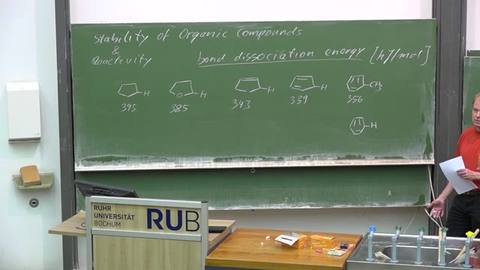 Stability of Organic Compounds
&
Reactivity bond dissociation energy [kJ/mol]
H O H H H CH3
395 385 343 339 356
H
RUHR
UNIVERSITÄT
BOCHUM
RUB